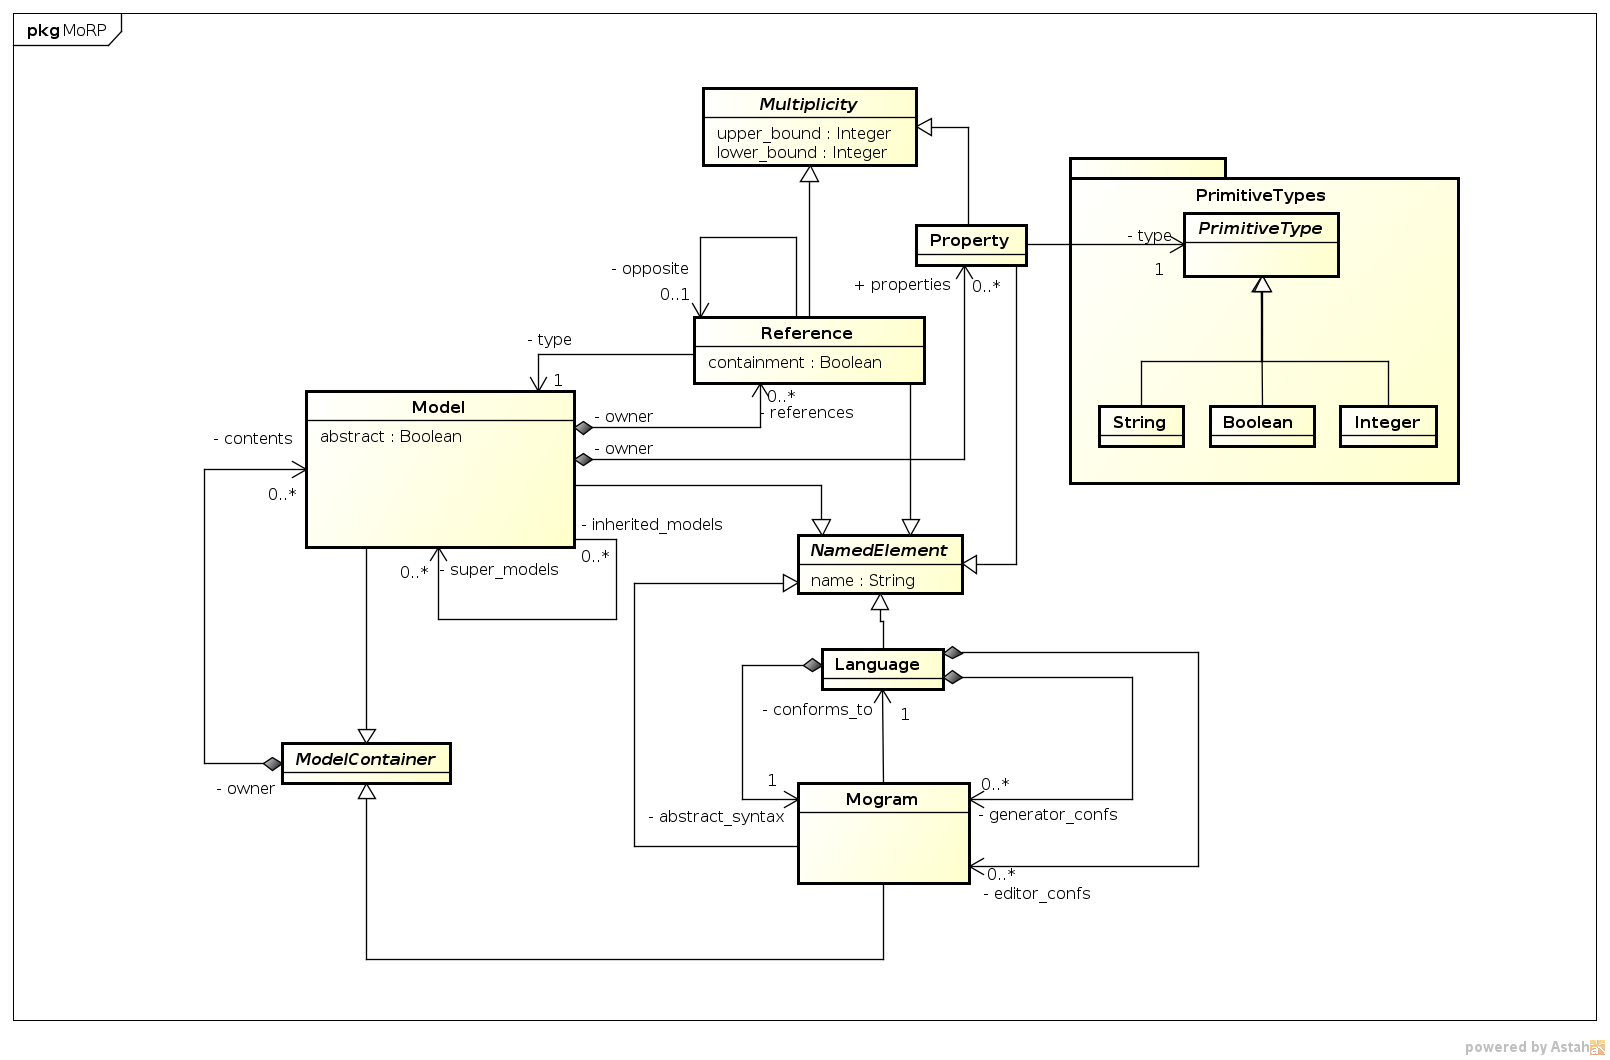 pkg MoRP
Multiplicity
upper_bound : Integer
lower_bound : Integer
PrimitiveTypes
PrimitiveType
- type
1
Property
+ properties
0..*
- opposite
0..1
Reference
containment : Boolean
- type
1
0..*
- references
Model
abstract : Boolean
- owner
- owner
String
Boolean
Integer
- contents
0..*
- inherited_models
0..*
0..*
- super_models
NamedElement
name : String
Language
- conforms_to
1
ModelContainer
- owner
1
- abstract_syntax
Mogram
0..*
- generator_confs
0..*
- editor_confs
powered by Astah